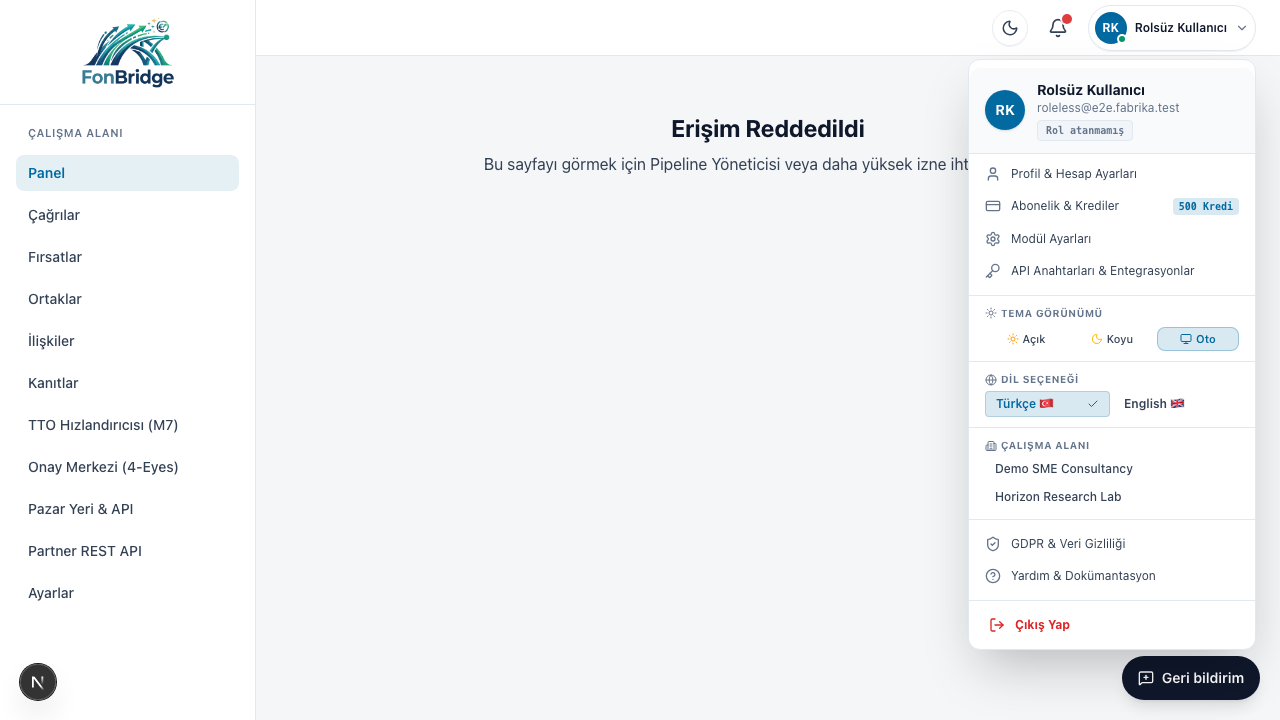 FonBridge
ÇALIŞMA ALANI
Panel
Çağrılar
Fırsatlar
Ortaklar
İlişkiler
Kanıtlar
TTO Hızlandırıcısı (M7)
Onay Merkezi (4-Eyes)
Pazar Yeri & API
Partner REST API
Ayarlar
N
RK Rolsüz Kullanıcı
Erişim Reddedildi
Bu sayfayı görmek için Pipeline Yöneticisi veya daha yüksek izne
RK
Rolsüz Kullanıcı
roleless@e2e.fabrika.test
Rol atanmamış
Profil & Hesap Ayarları
Abonelik & Krediler 500 Kredi
Modül Ayarları
API Anahtarları & Entegrasyonlar
TEMA GÖRÜNÜMÜ
Açık Koyu Oto
DİL SEÇENEĞİ
Türkçe English
ÇALIŞMA ALANI
Demo SME Consultancy
Horizon Research Lab
GDPR & Veri Gizliliği
Yardım & Dokümantasyon
Çıkış Yap
Geri bildirim